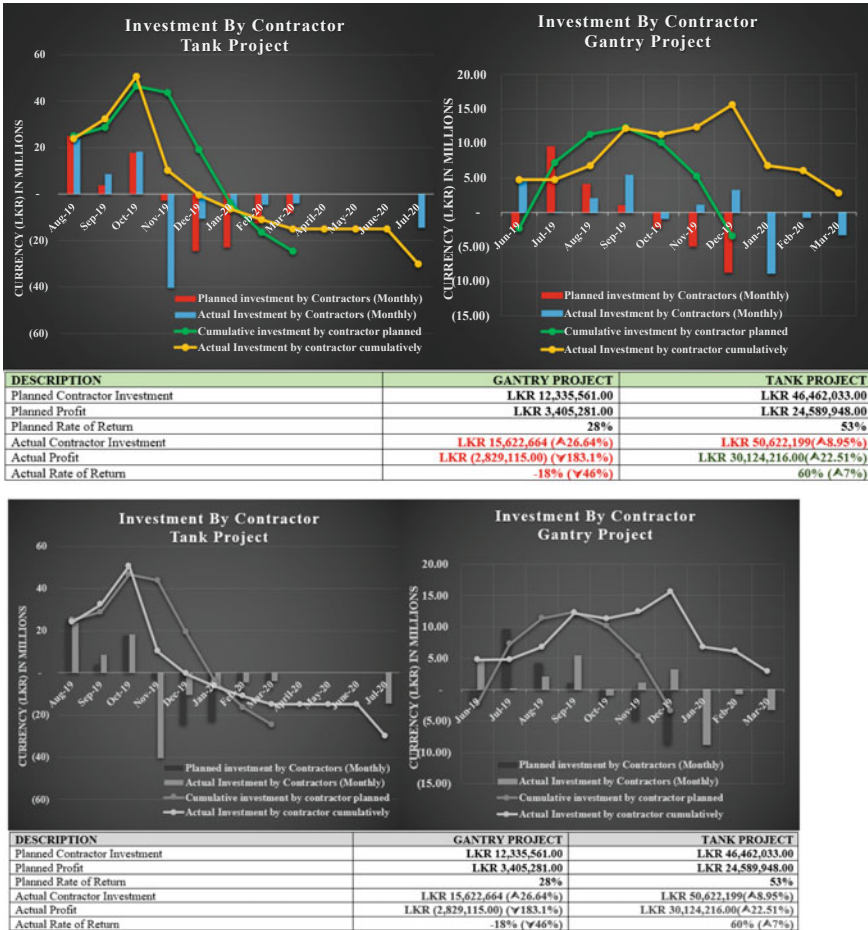 Investment By Contractor
Tank Project
60
40
20
-
(20)
(40)
(60)
CURRENCY (LKR) IN MILLIONS
Aug-19
Sep-19
Oct-19
Nov-19
Dec-19
Jan-20
Feb-20
Mar-20
April-20
May-20
June-20
Jul-20
Planned investment by Contractors (Monthly)
Actual Investment by Contractors (Monthly)
Cumulative investment by contractor planned
Actual Investment by contractor cumulatively
Investment By Contractor
Gantry Project
20.00
15.00
10.00
5.00
-
(5.00)
(10.00)
(15.00)
CURRENCY (LKR) IN MILLIONS
Jun-19
Jul-19
Aug-19
Sep-19
Oct-19
Nov-19
Dec-19
Jan-20
Feb-20
Mar-20
Planned investment by Contractors (Monthly)
Actual Investment by Contractors (Monthly)
Cumulative investment by contractor planned
Actual Investment by contractor cumulatively
DESCRIPTION GANTRY PROJECT TANK PROJECT
Planned Contractor Investment LKR 12,335,561.00 LKR 46,462,033.00
Planned Profit LKR 3,405,281.00 LKR 24,589,948.00
Planned Rate of Return 28% 53%
Actual Contractor Investment LKR 15,622,664 (⮝26.64%) LKR 50,622,199(⮝8.95%)
Actual Profit LKR (2,829,115.00) (⮟183.1%) LKR 30,124,216.00(⮝22.51%)
Actual Rate of Return -18% (⮟46%) 60% (⮝7%)
Investment By Contractor
Tank Project
60
40
20
-
(20)
(40)
(60)
CURRENCY (LKR) IN MILLIONS
Aug-19
Sep-19
Oct-19
Nov-19
Dec-19
Jan-20
Feb-20
Mar-20
April-20
May-20
June-20
Jul-20
Planned investment by Contractors (Monthly)
Actual Investment by Contractors (Monthly)
Cumulative investment by contractor planned
Actual Investment by contractor cumulatively
Investment By Contractor
Gantry Project
20.00
15.00
10.00
5.00
-
(5.00)
(10.00)
(15.00)
CURRENCY (LKR) IN MILLIONS
Jun-19
Jul-19
Aug-19
Sep-19
Oct-19
Nov-19
Dec-19
Jan-20
Feb-20
Mar-20
Planned investment by Contractors (Monthly)
Actual Investment by Contractors (Monthly)
Cumulative investment by contractor planned
Actual Investment by contractor cumulatively
DESCRIPTION GANTRY PROJECT TANK PROJECT
Planned Contractor Investment LKR 12,335,561.00 LKR 46,462,033.00
Planned Profit LKR 3,405,281.00 LKR 24,589,948.00
Planned Rate of Return 28% 53%
Actual Contractor Investment LKR 15,622,664 (⮝26.64%) LKR 50,622,199(⮝8.95%)
Actual Profit LKR (2,829,115.00) (⮟183.1%) LKR 30,124,216.00(⮝22.51%)
Actual Rate of Return -18% (⮟46%) 60% (⮝7%)